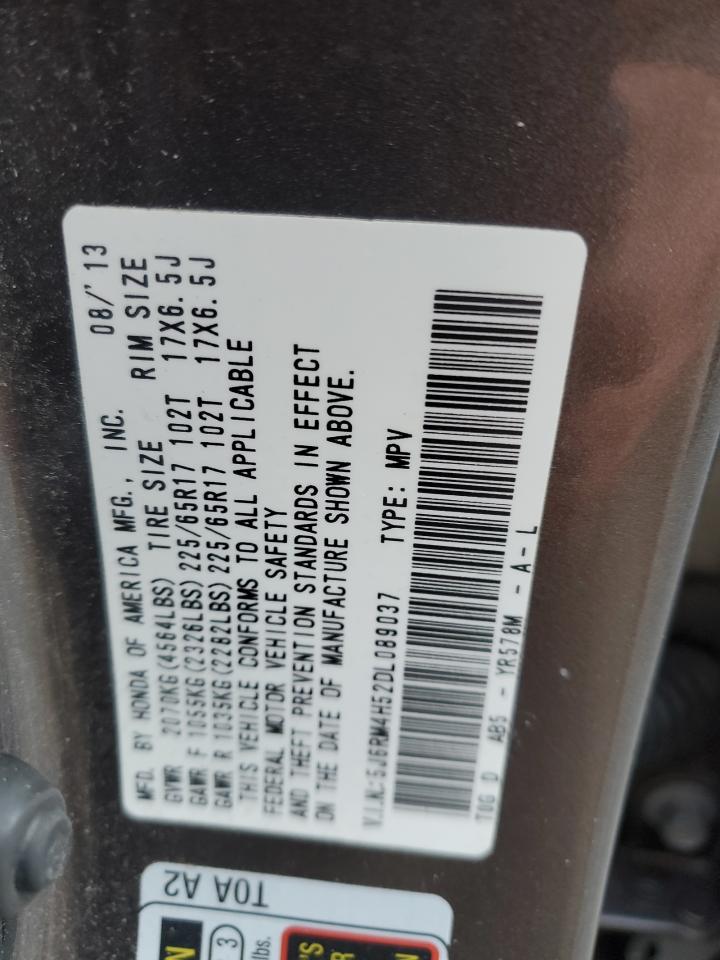 MFD. BY HONDA OF AMERICA MFG., INC. 08/'13
GVWR 2070KG(4564LBS) TIRE SIZE RIM SIZE
GAWR F 1055KG(2326LBS) 225/65R17 102T 17X6.5J
GAWR R 1035KG(2282LBS) 225/65R17 102T 17X6.5J
THIS VEHICLE CONFORMS TO ALL APPLICABLE
FEDERAL MOTOR VEHICLE SAFETY
AND THEFT PREVENTION STANDARDS IN EFFECT
ON THE DATE OF MANUFACTURE SHOWN ABOVE.
V.I.N: 5J6RM4H52DL089037 TYPE: MPV
T0G D ABS - YR578M - A - L
T0A A2
3
lbs.